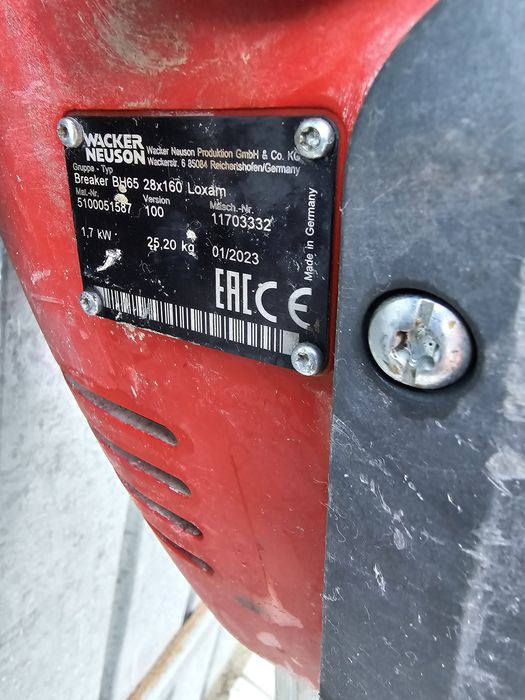 WACKER
NEUSON
Wacker Neuson Produktion GmbH & Co. KG
Wackerstr. 6 85084 Reichertshofen/Germany
Gruppe - Typ
Breaker BH65 28x160 Loxam
Mat.-Nr. Version Masch.-Nr.
5100051587 100 11703332
1,7 kW 25,20 kg 01/2023
Made in Germany
EAC CE